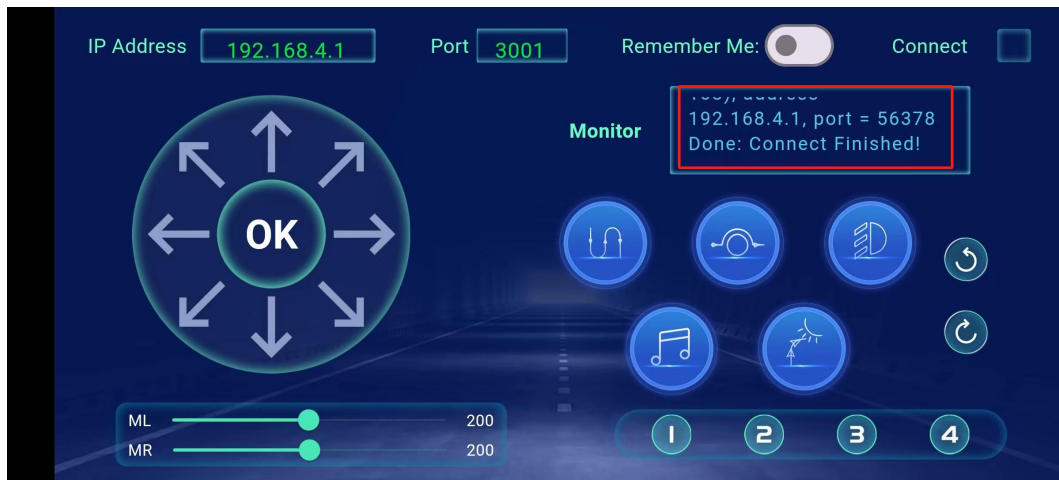 IP Address 192.168.4.1 Port 3001 Remember Me: Connect
Monitor
192.168.4.1, port = 56378
Done: Connect Finished!
OK
ML 200
MR 200
1 2 3 4